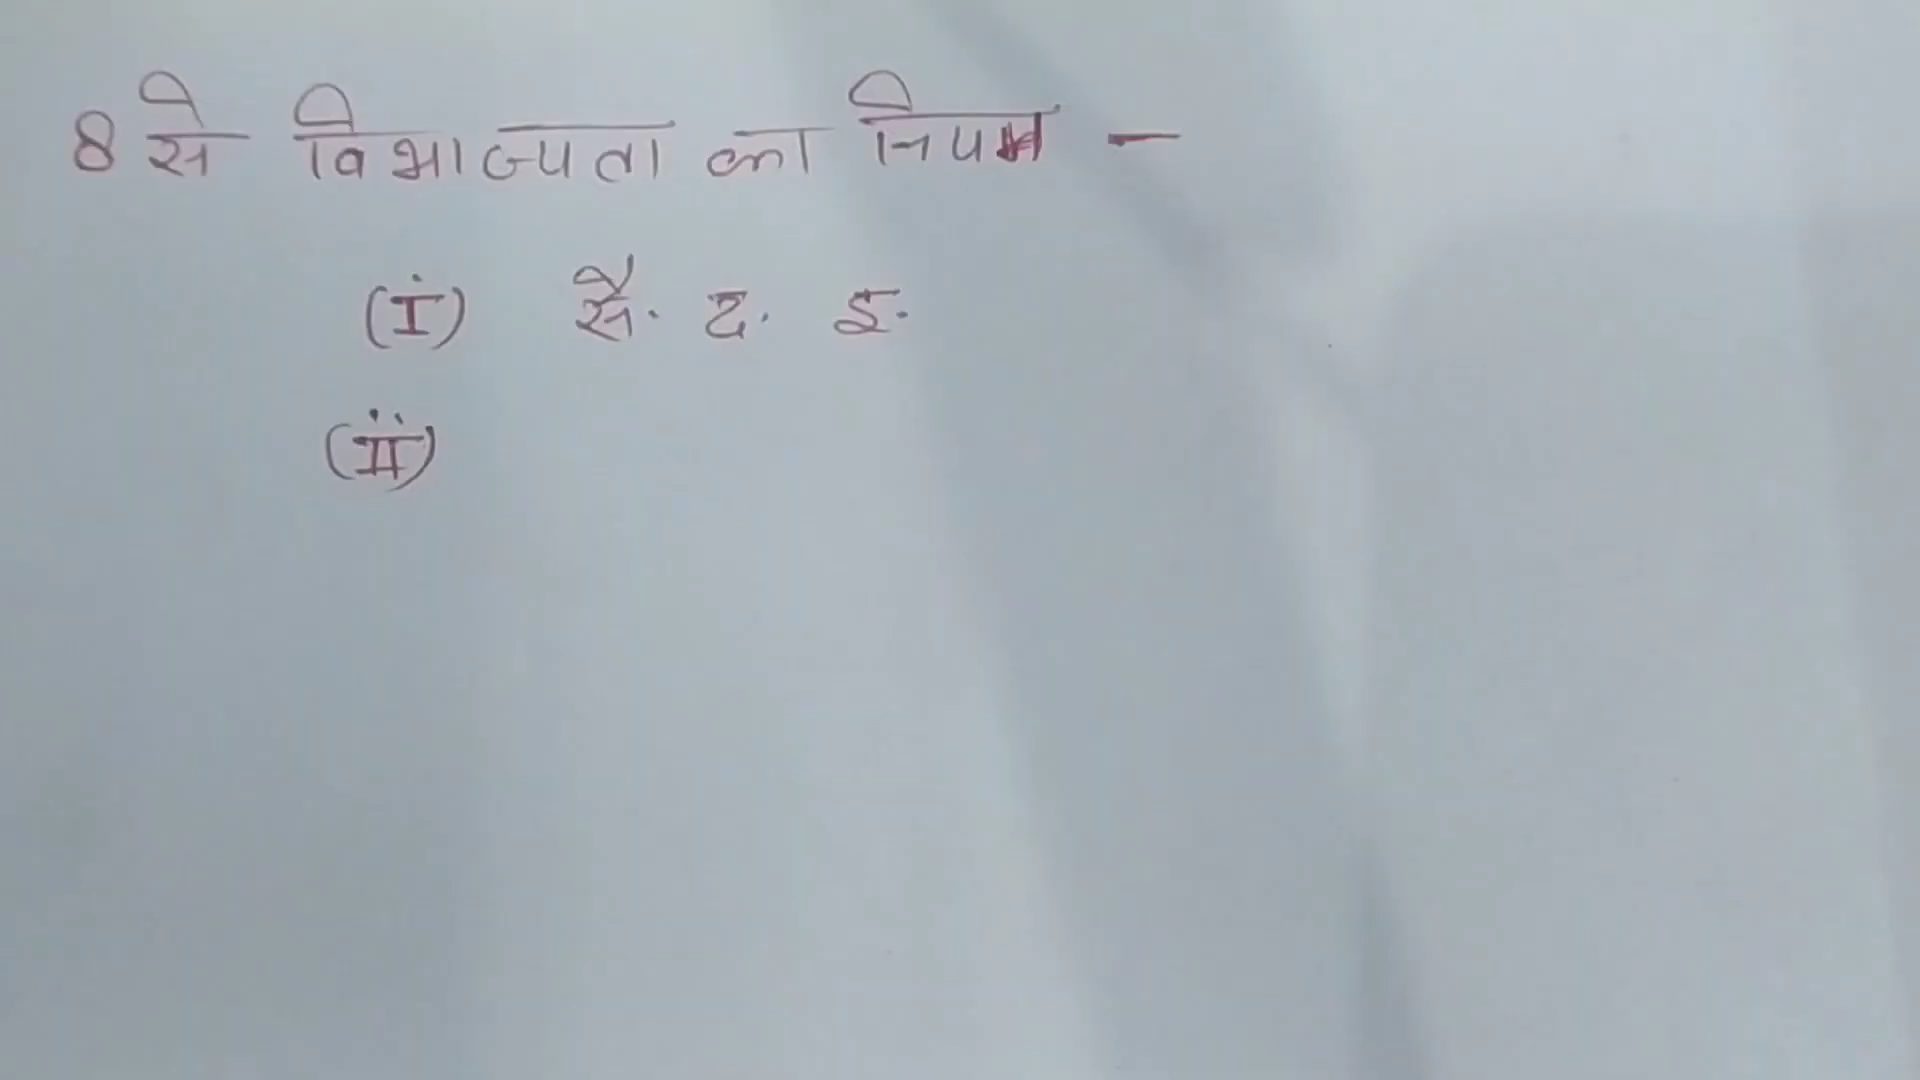 8 से विभाज्यता का नियम -
(i) सै. द. इ.
(ii)